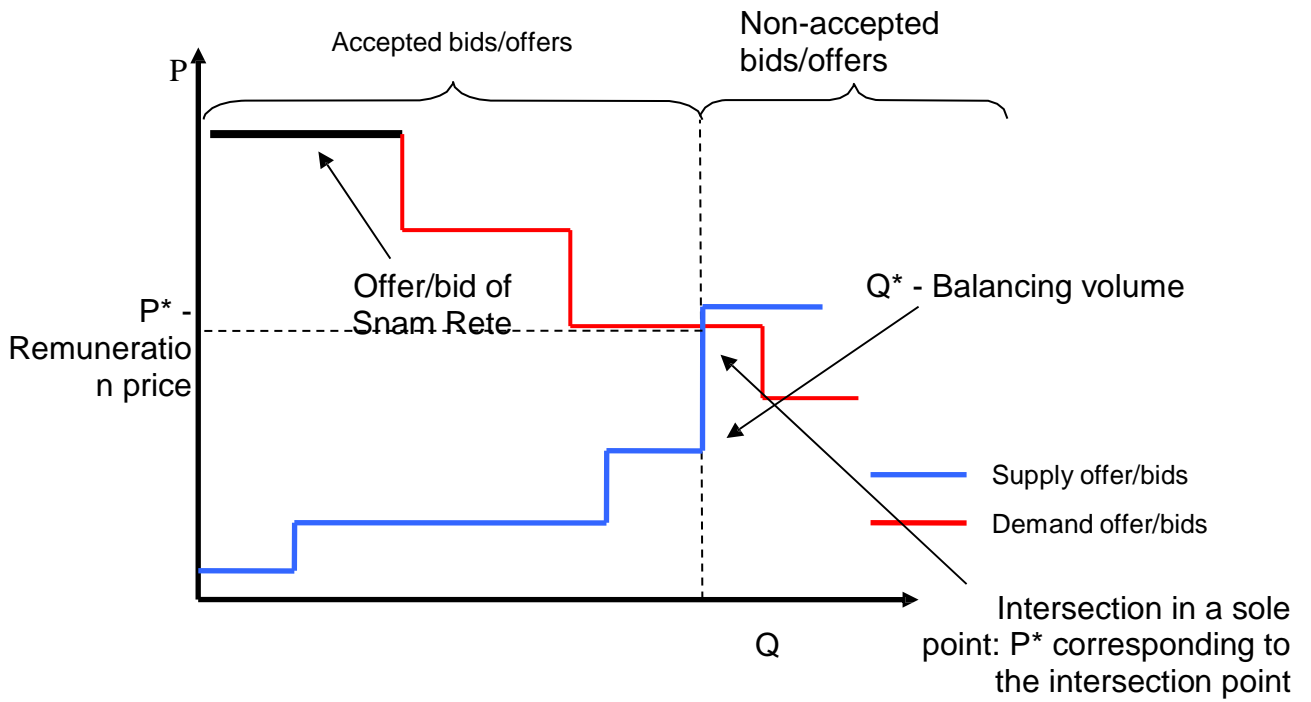 Accepted bids/offers
Non-accepted
bids/offers
P
Offer/bid of
Snam Rete
Q* - Balancing volume
P* -
Remuneratio
n price
Supply offer/bids
Demand offer/bids
Intersection in a sole
point: P* corresponding to
the intersection point
Q